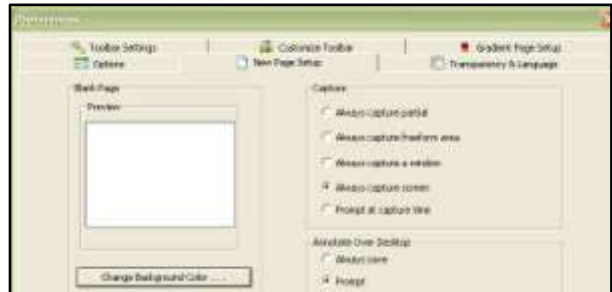 Preferences
Toolbar Settings
Customize Toolbar
Gradient Page Setup
Options
New Page Setup
Transparency & Language
Blank Page
Preview
Change Background Color ....
Capture
Always capture partial
Always capture freeform area
Always capture a window
Always capture screen
Prompt at capture time
Annotate Over Desktop
Always save
Prompt